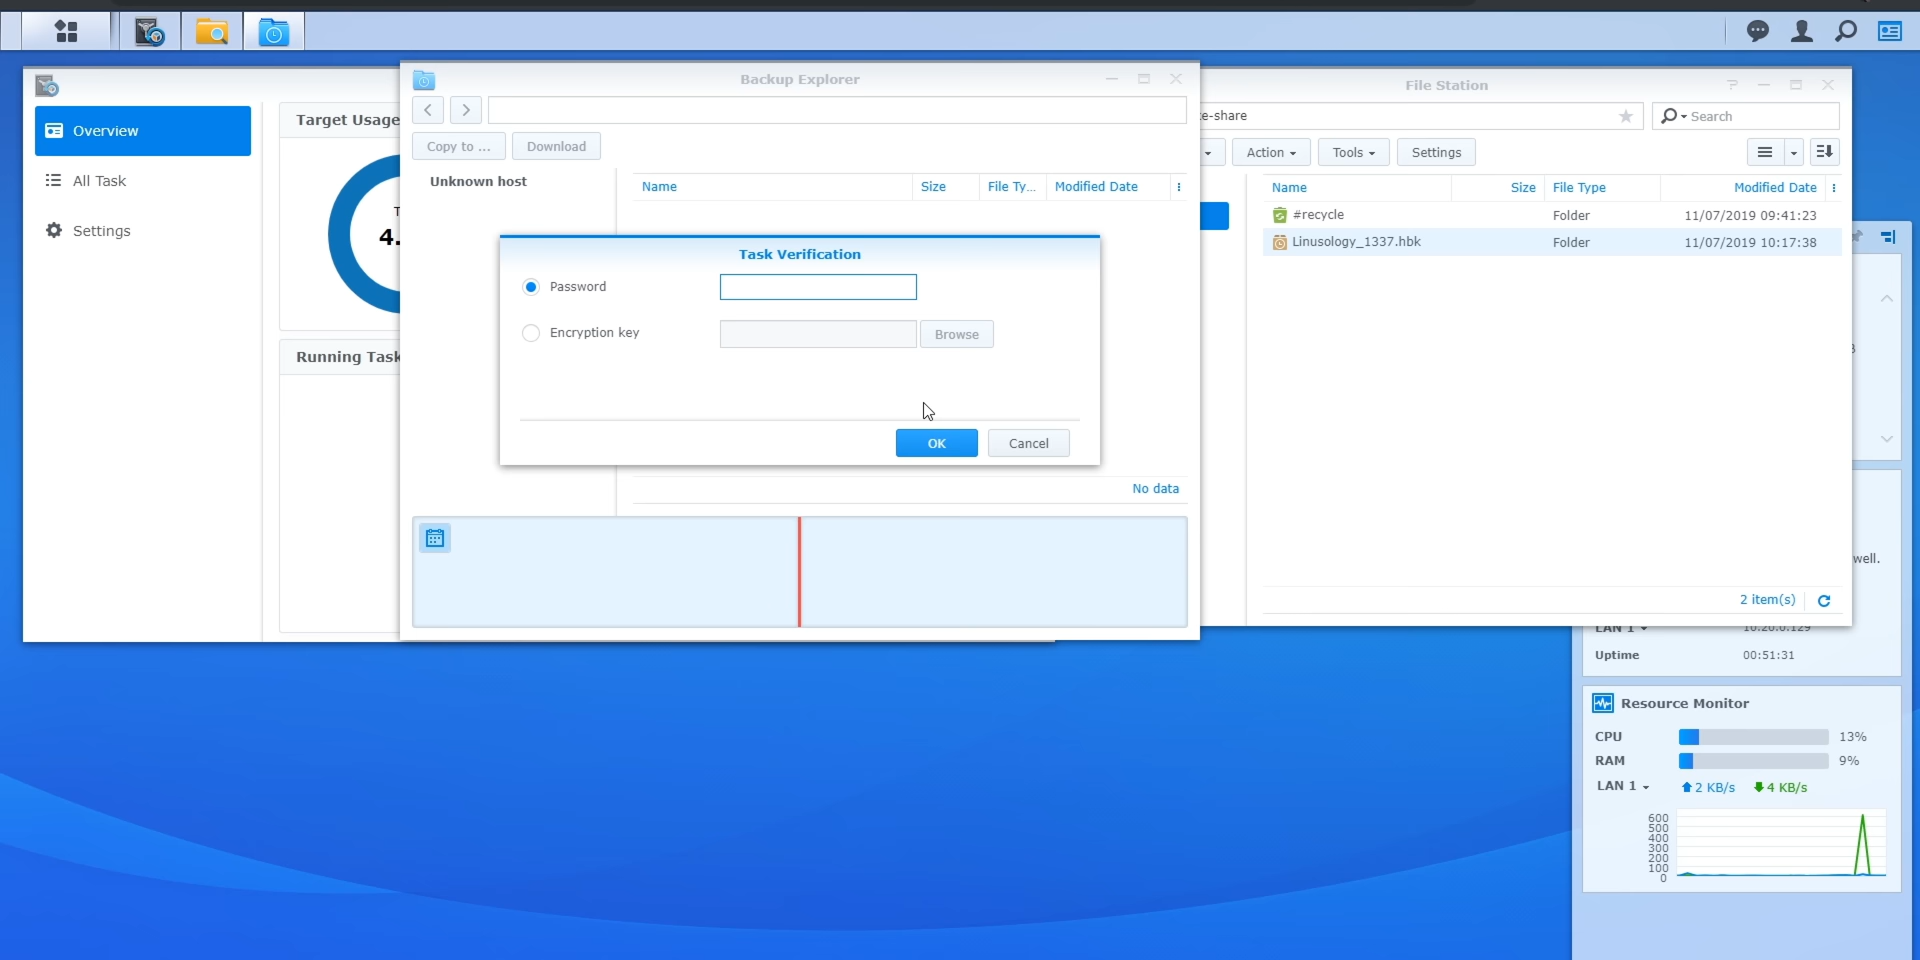 Overview
All Task
Settings
Target Usage
4.
Running Task
Backup Explorer
Copy to ...
Download
Unknown host
Name
Size
File Ty...
Modified Date
Task Verification
Password
Encryption key
Browse
OK
Cancel
No data
File Station
e-share
Search
Action
Tools
Settings
Name
Size
File Type
Modified Date
#recycle
Folder
11/07/2019 09:41:23
Linusology_1337.hbk
Folder
11/07/2019 10:17:38
2 item(s)
well.
LAN 1
10.20.0.129
Uptime
00:51:31
Resource Monitor
CPU
13%
RAM
9%
LAN 1
2 KB/s
4 KB/s
600
500
400
300
200
100
0